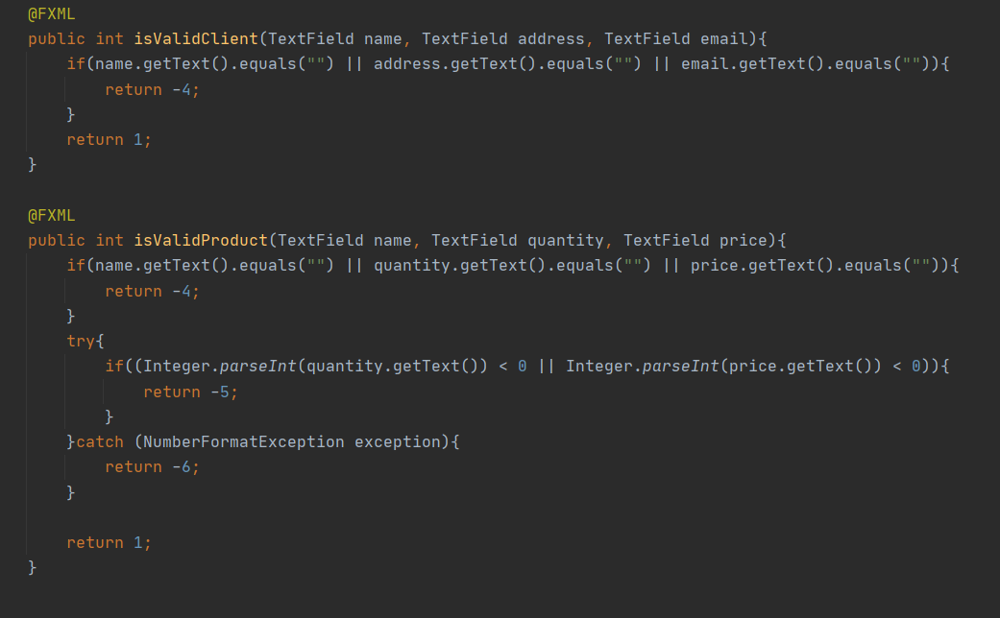 @FXML
public int isValidClient(TextField name, TextField address, TextField email){
    if(name.getText().equals("") || address.getText().equals("") || email.getText().equals("")){
        return -4;
    }
    return 1;
}

@FXML
public int isValidProduct(TextField name, TextField quantity, TextField price){
    if(name.getText().equals("") || quantity.getText().equals("") || price.getText().equals("")){
        return -4;
    }
    try{
        if((Integer.parseInt(quantity.getText()) < 0 || Integer.parseInt(price.getText()) < 0)){
            return -5;
        }
    }catch (NumberFormatException exception){
        return -6;
    }

    return 1;
}